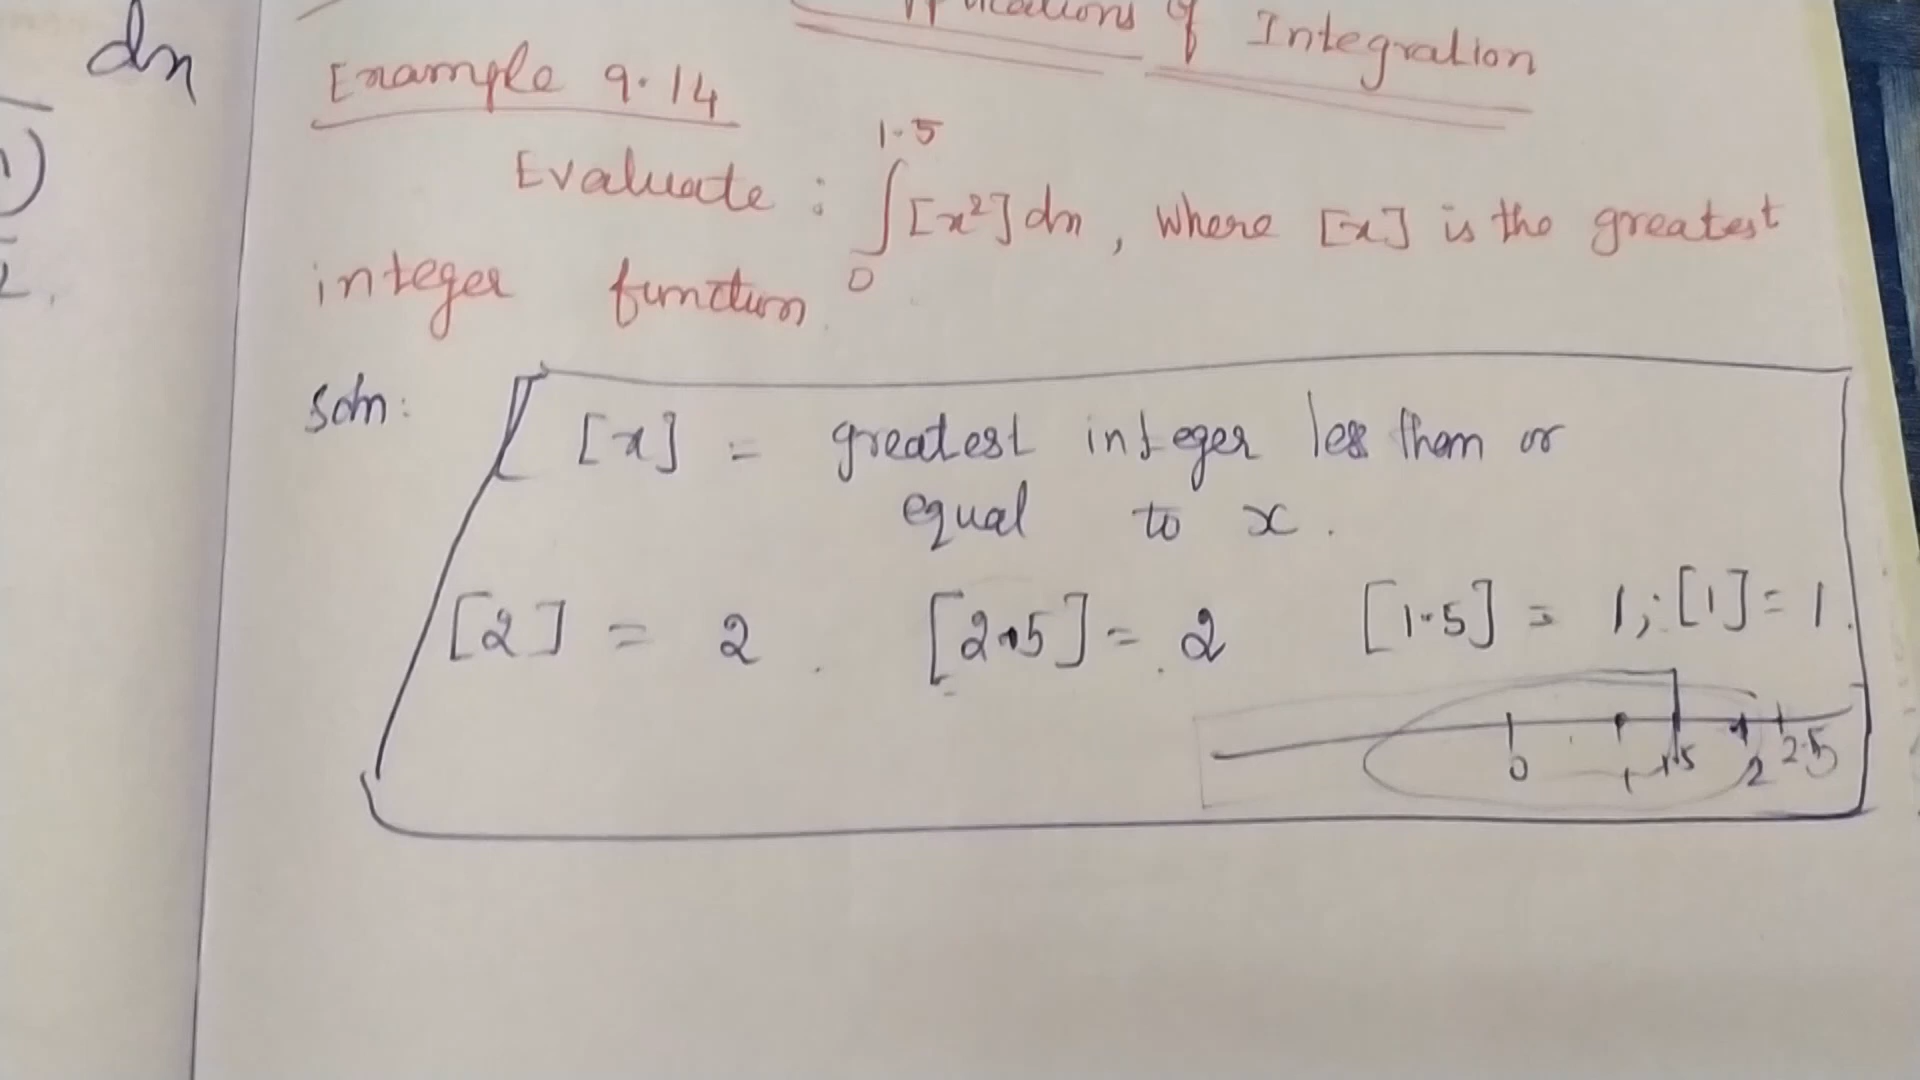 dx
of Integration
Example 9.14
1.5
Evaluate : ∫ [x²] dx, where [x] is the greatest
0
integer function.
Soln:
[x] = greatest integer less than or
equal to x.
[2] = 2. [2.5] = 2 [1.5] = 1; [1] = 1.
0 1 1.5 2 2.5